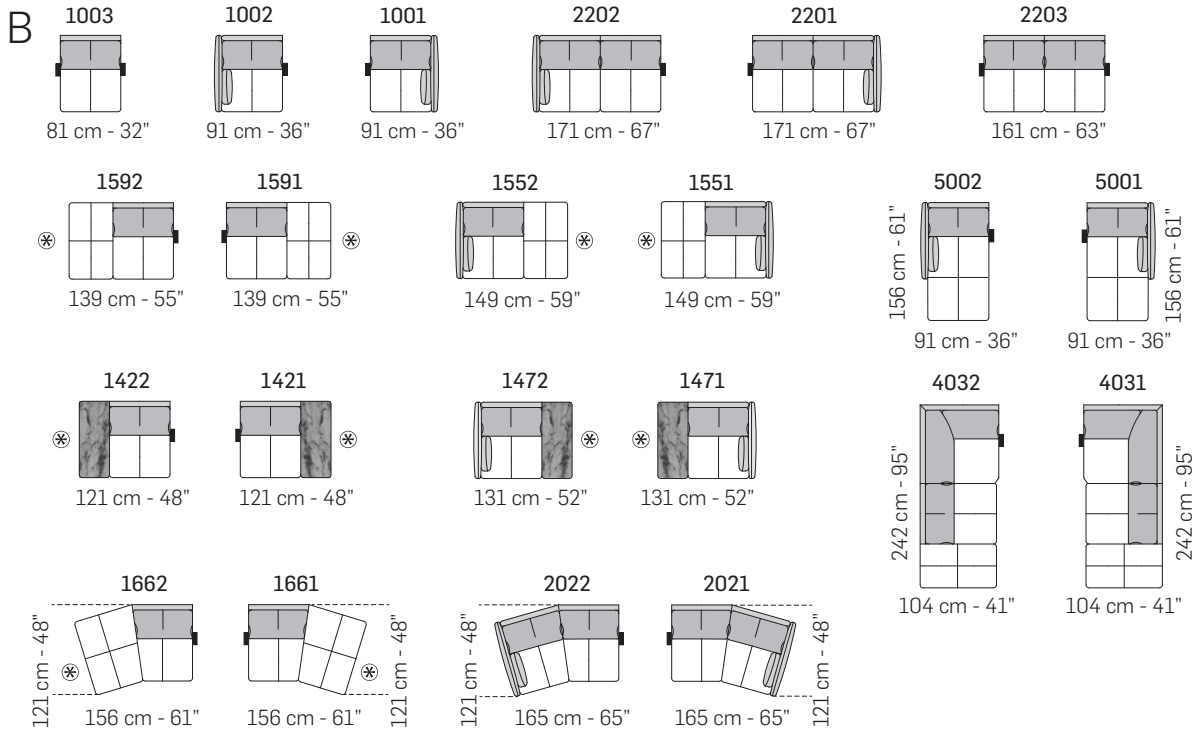 B
1003 1002 1001 2202 2201 2203
81 cm - 32" 91 cm - 36" 91 cm - 36" 171 cm - 67" 171 cm - 67" 161 cm - 63"
1592 1591 1552 1551 5002 5001
156 cm - 61" 156 cm - 61"
139 cm - 55" 139 cm - 55" 149 cm - 59" 149 cm - 59"
91 cm - 36" 91 cm - 36"
1422 1421 1472 1471 4032 4031
242 cm - 95" 242 cm - 95"
121 cm - 48" 121 cm - 48" 131 cm - 52" 131 cm - 52"
104 cm - 41" 104 cm - 41"
1662 1661 2022 2021
121 cm - 48" 121 cm - 48" 121 cm - 48" 121 cm - 48"
156 cm - 61" 156 cm - 61" 165 cm - 65" 165 cm - 65"